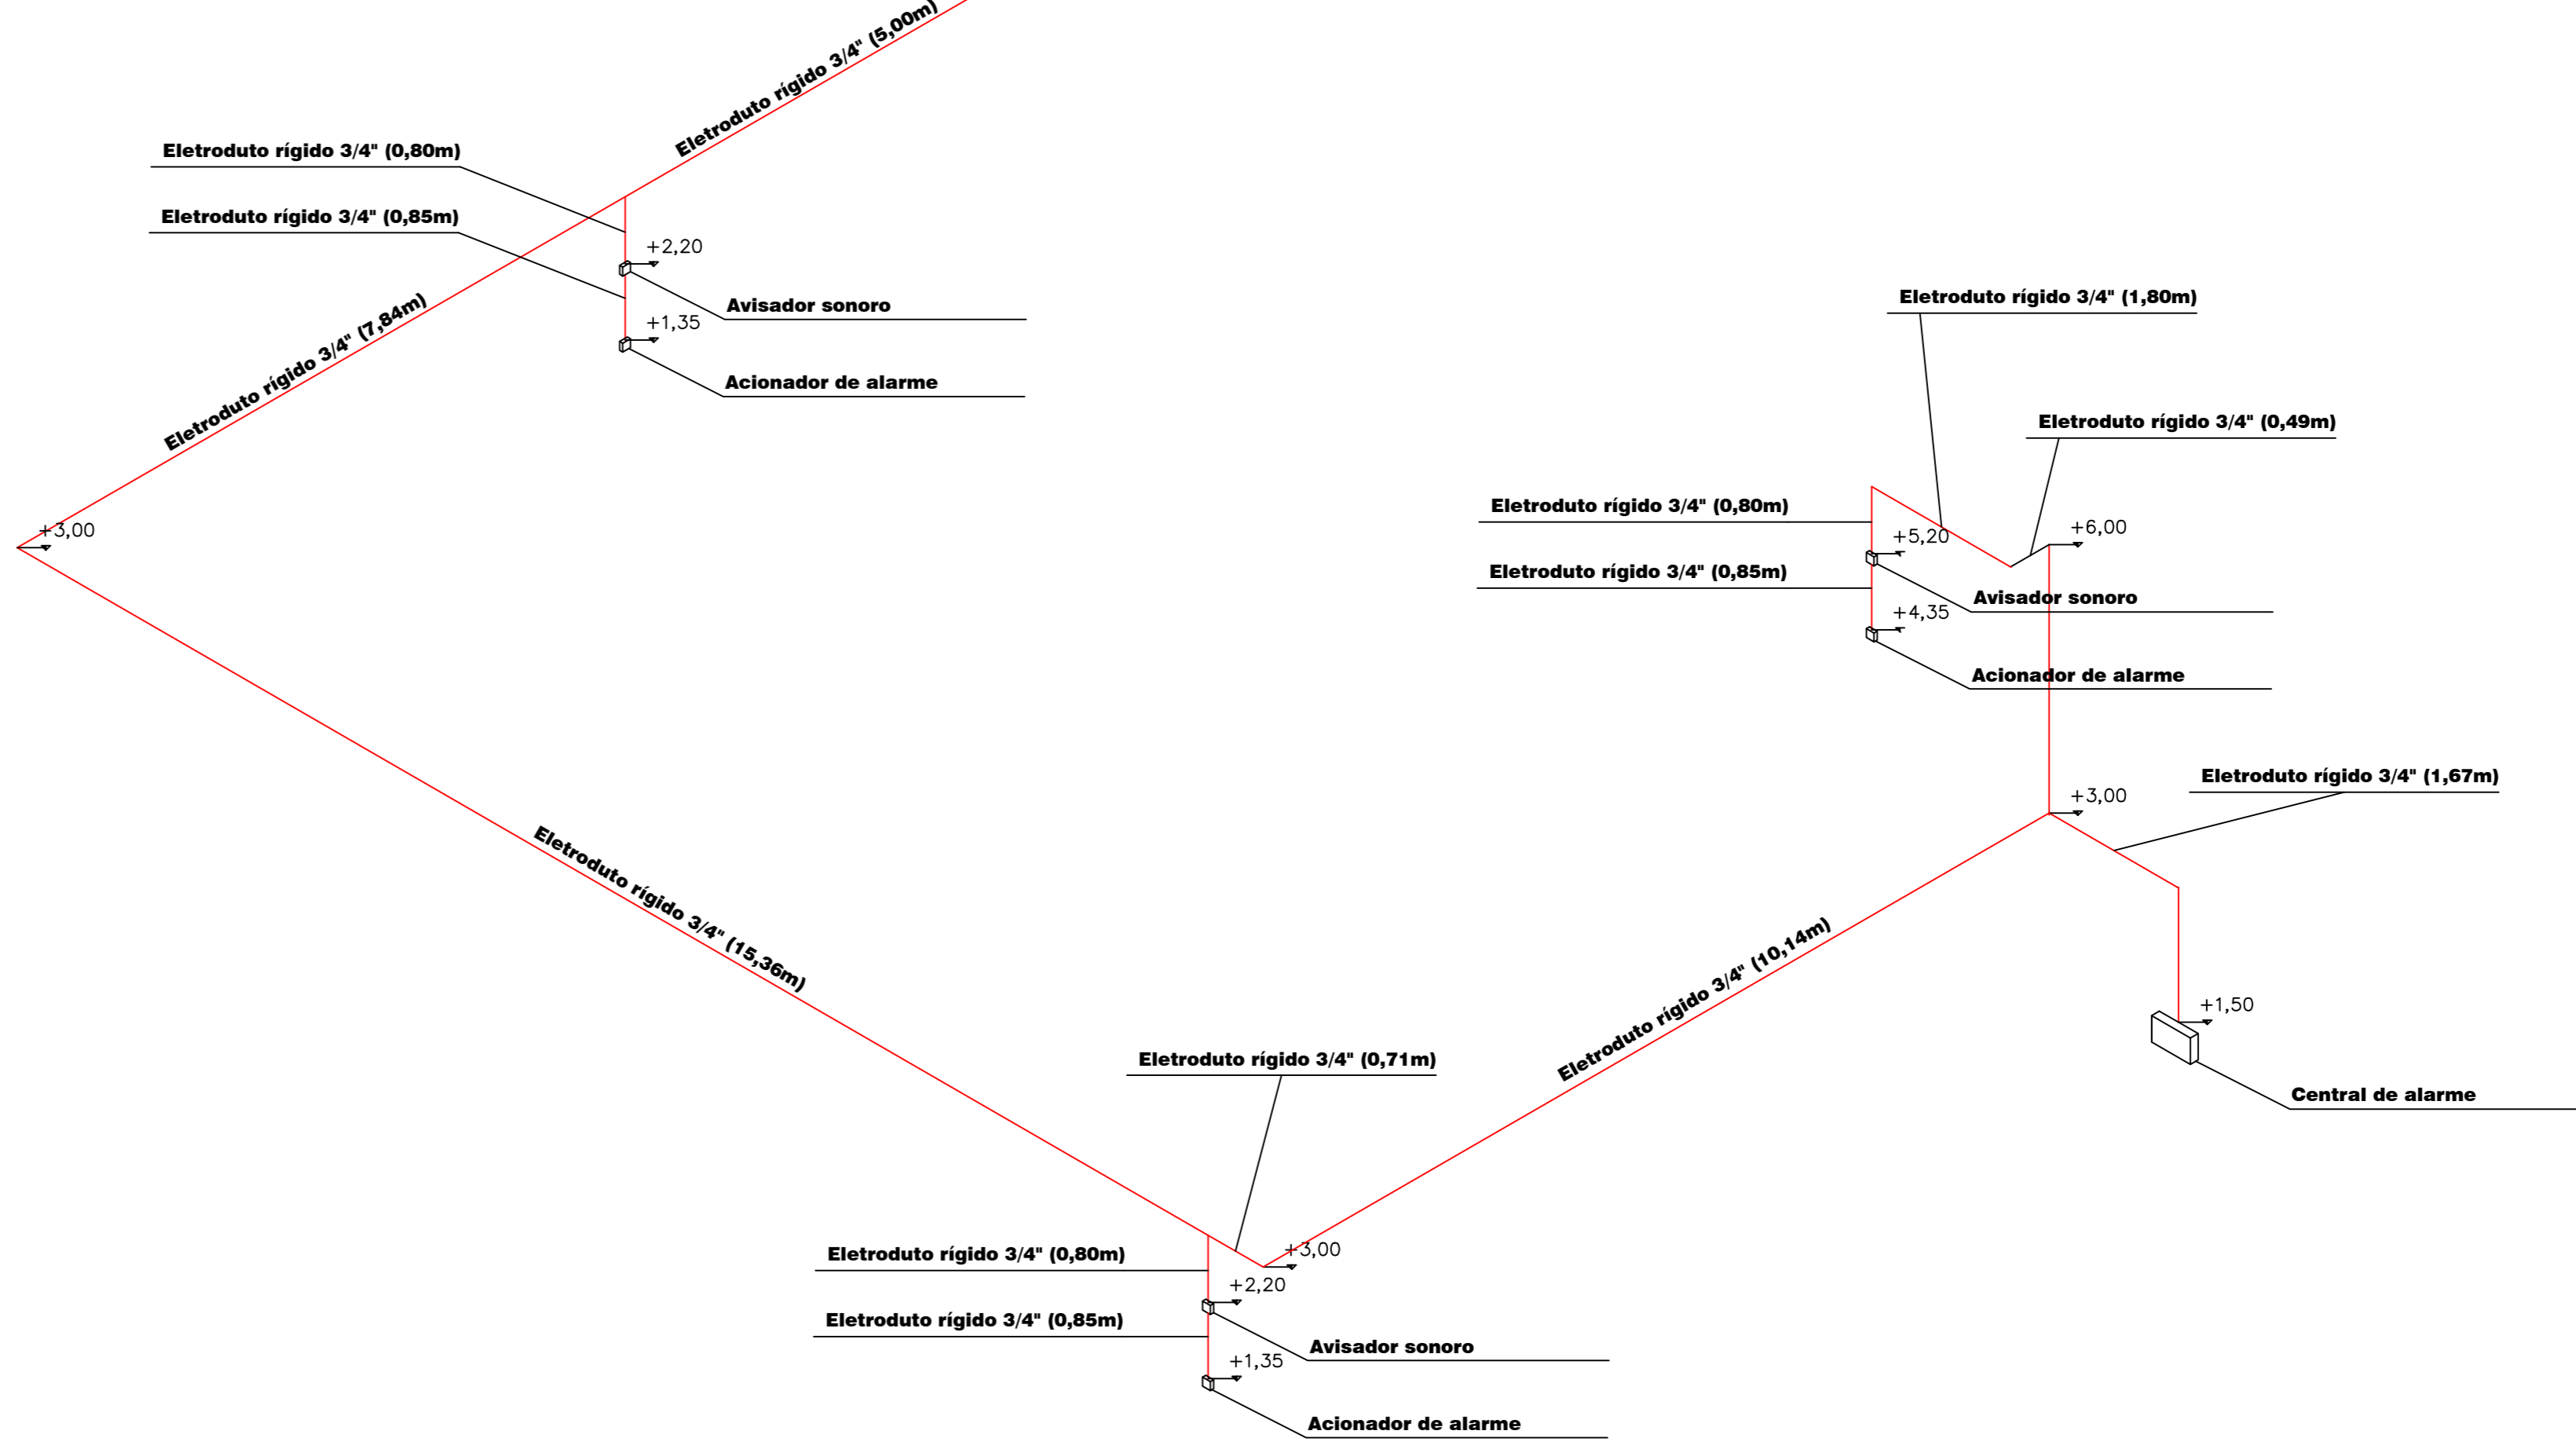 Eletroduto rígido 3/4" (5,00m)
Eletroduto rígido 3/4" (0,80m)
Eletroduto rígido 3/4" (0,85m)
+2,20
Avisador sonoro
+1,35
Acionador de alarme
Eletroduto rígido 3/4" (7,84m)
+3,00
Eletroduto rígido 3/4" (1,80m)
Eletroduto rígido 3/4" (0,49m)
Eletroduto rígido 3/4" (0,80m)
+5,20
+6,00
Eletroduto rígido 3/4" (0,85m)
Avisador sonoro
+4,35
Acionador de alarme
Eletroduto rígido 3/4" (1,67m)
+3,00
Eletroduto rígido 3/4" (15,36m)
Eletroduto rígido 3/4" (10,14m)
+1,50
Central de alarme
Eletroduto rígido 3/4" (0,71m)
Eletroduto rígido 3/4" (0,80m)
+3,00
+2,20
Eletroduto rígido 3/4" (0,85m)
Avisador sonoro
+1,35
Acionador de alarme